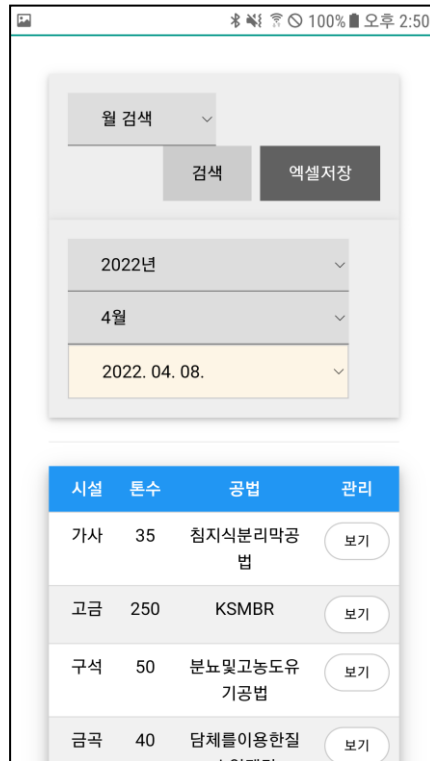 100% 오후 2:50
월 검색
검색 엑셀저장
2022년
4월
2022. 04. 08.
시설 톤수 공법 관리
가사 35 침지식분리막공 보기
법
고금 250 KSMBR 보기
구석 50 분뇨및고농도유 보기
기공법
금곡 40 담체를이용한질 보기